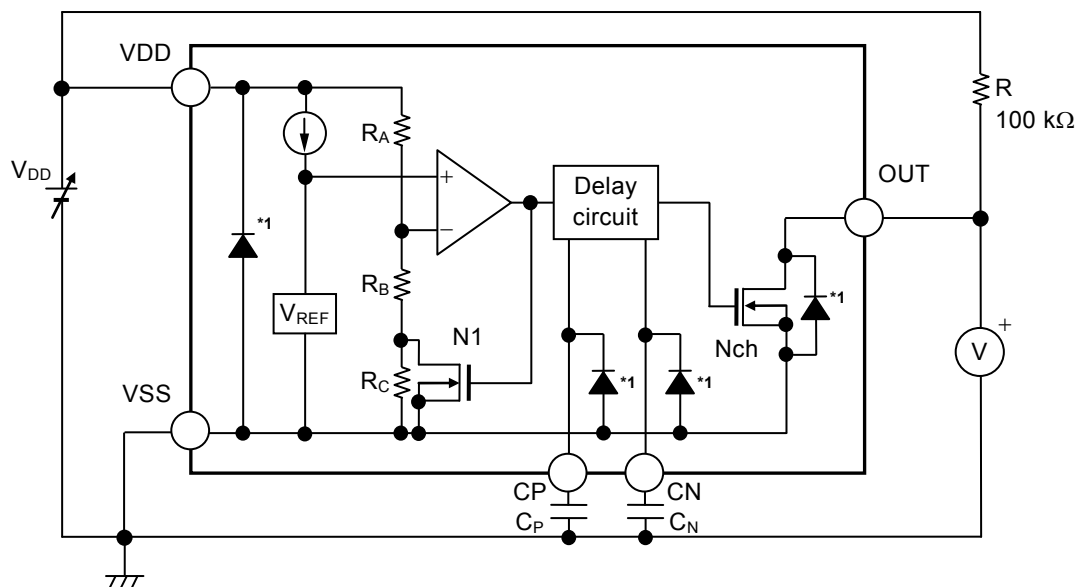 VDD
R
100 kΩ
RA
VDD
OUT
*1
+
−
Delay
circuit
RB
*1
VREF
N1
Nch
+
V
RC
*1
*1
VSS
CP
CN
CP
CN